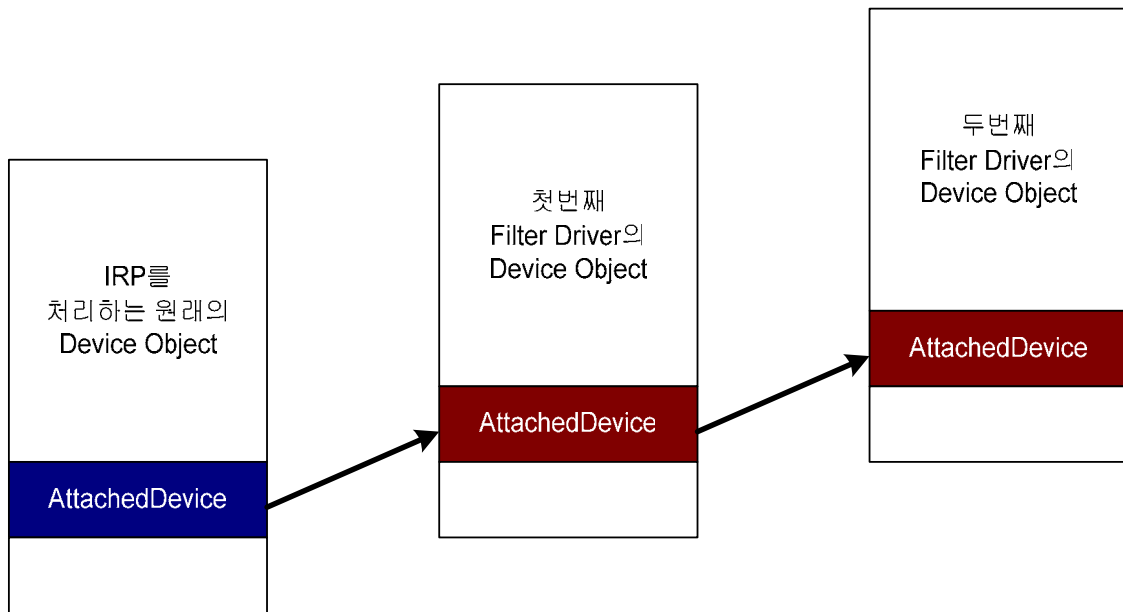 IRP를
처리하는 원래의
Device Object
AttachedDevice
첫번째
Filter Driver의
Device Object
AttachedDevice
두번째
Filter Driver의
Device Object
AttachedDevice